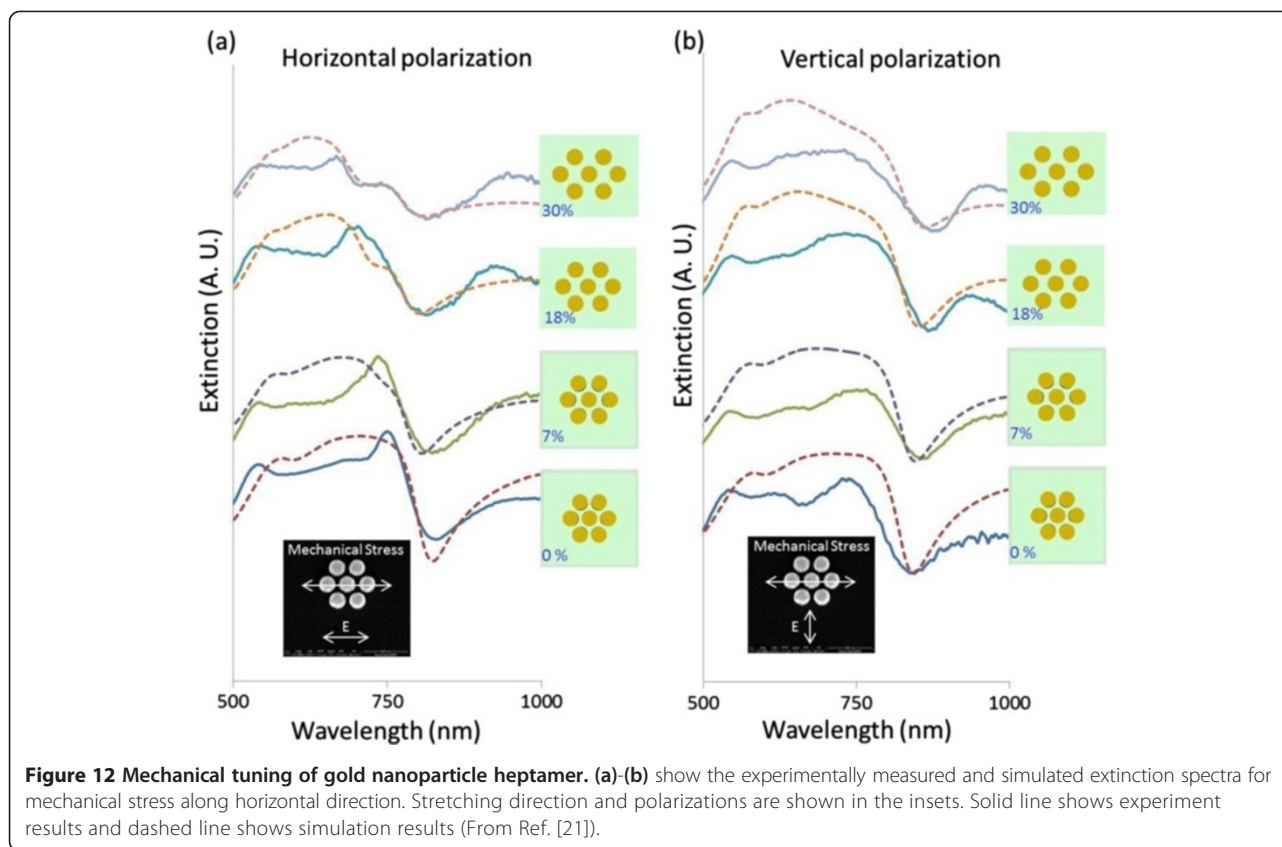 (a)
Horizontal polarization
Extinction (A. U.)
30%
18%
7%
0 %
Mechanical Stress
E
500
750
1000
Wavelength (nm)
(b)
Vertical polarization
Extinction (A. U.)
30%
18%
7%
0 %
Mechanical Stress
E
500
750
1000
Wavelength (nm)
Figure 12 Mechanical tuning of gold nanoparticle heptamer. (a)-(b) show the experimentally measured and simulated extinction spectra for
mechanical stress along horizontal direction. Stretching direction and polarizations are shown in the insets. Solid line shows experiment
results and dashed line shows simulation results (From Ref. [21]).